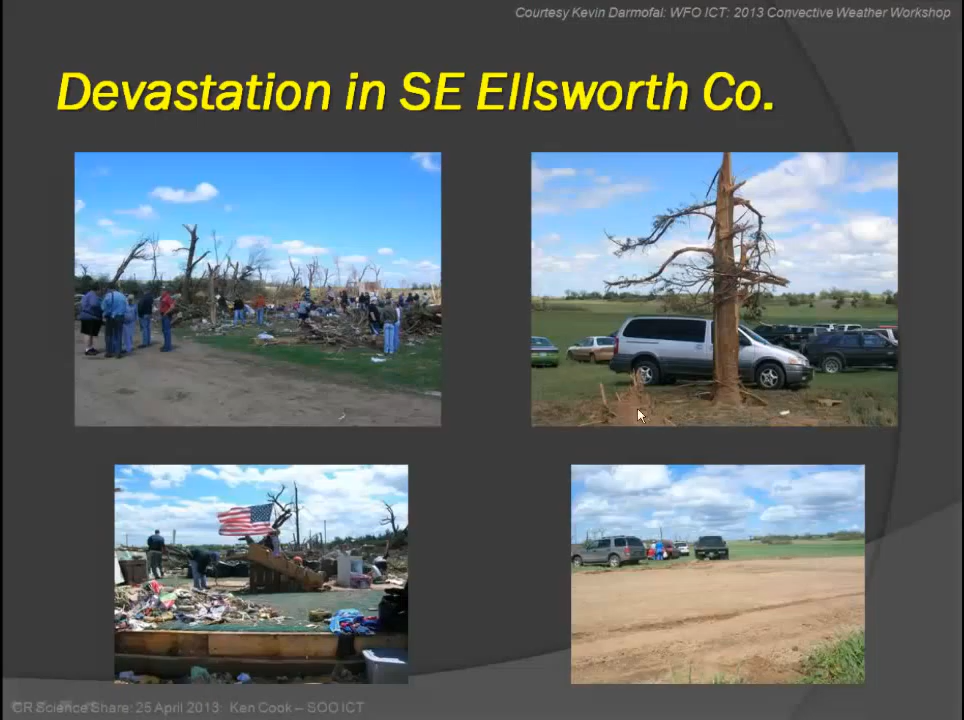 Courtesy Kevin Darmofal: WFO ICT: 2013 Convective Weather Workshop
Devastation in SE Ellsworth Co.
CR Science Share: 25 April 2013: Ken Cook – SOO ICT